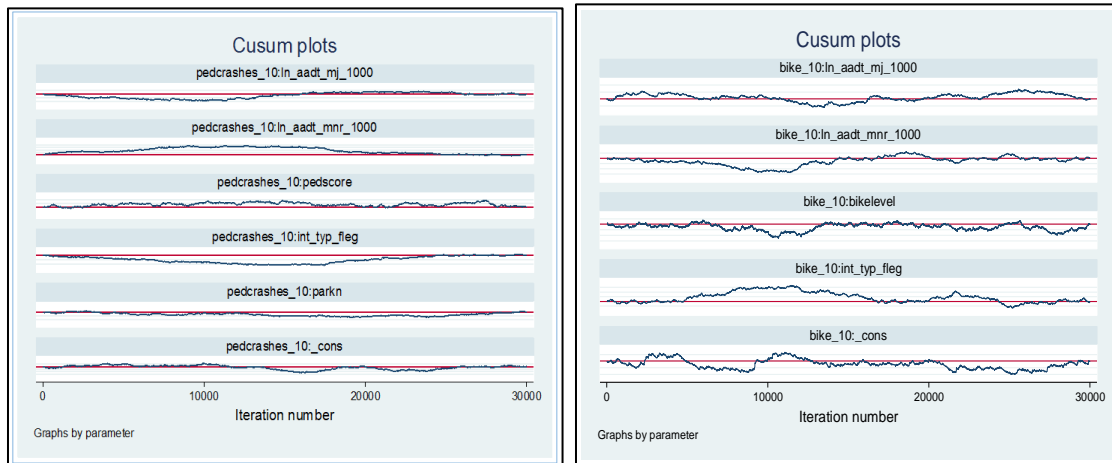 Cusum plots
pedcrashes_10:ln_aadt_mj_1000
pedcrashes_10:ln_aadt_mnr_1000
pedcrashes_10:pedscore
pedcrashes_10:int_typ_fleg
pedcrashes_10:parkn
pedcrashes_10:_cons
0 10000 20000 30000
Iteration number
Graphs by parameter
Cusum plots
bike_10:ln_aadt_mj_1000
bike_10:ln_aadt_mnr_1000
bike_10:bikelevel
bike_10:int_typ_fleg
bike_10:_cons
0 10000 20000 30000
Iteration number
Graphs by parameter